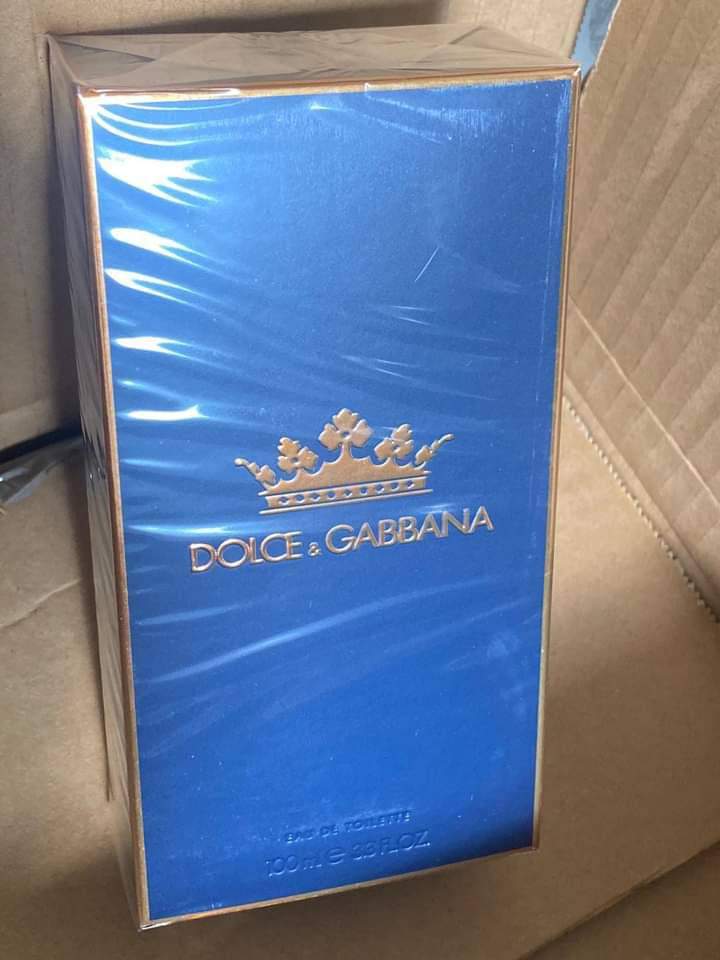 DOLCE & GABBANA
EAU DE TOILETTE
100 ml ℮ 3.3 FL.OZ.